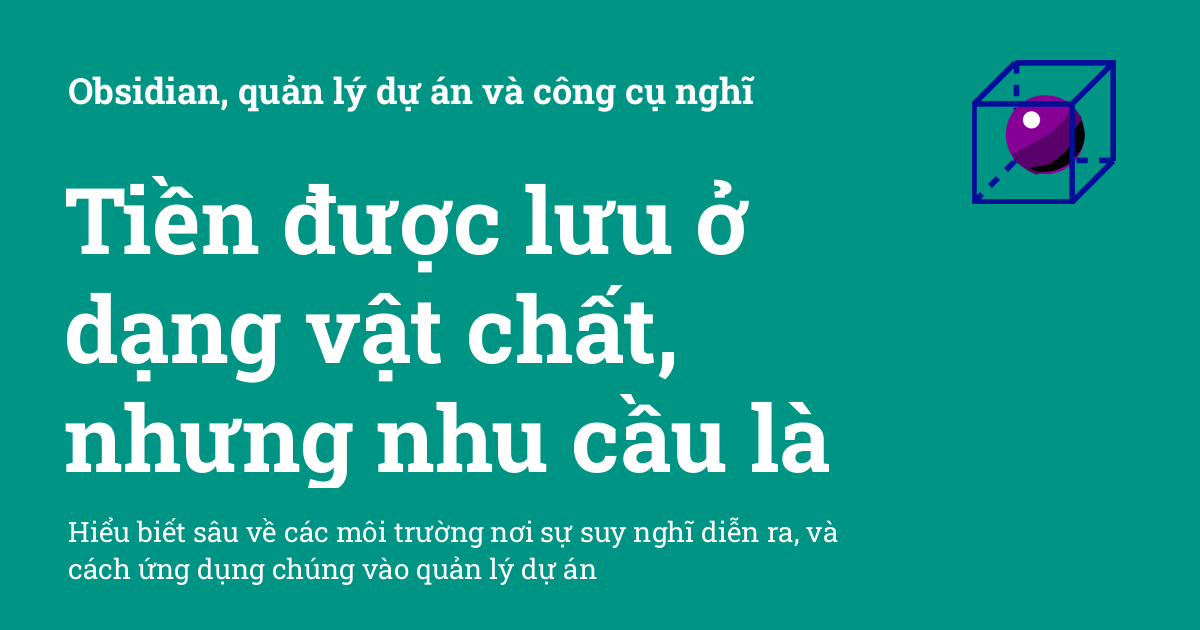 Obsidian, quản lý dự án và công cụ nghĩ
Tiền được lưu ở
dạng vật chất,
nhưng nhu cầu là
Hiểu biết sâu về các môi trường nơi sự suy nghĩ diễn ra, và
cách ứng dụng chúng vào quản lý dự án